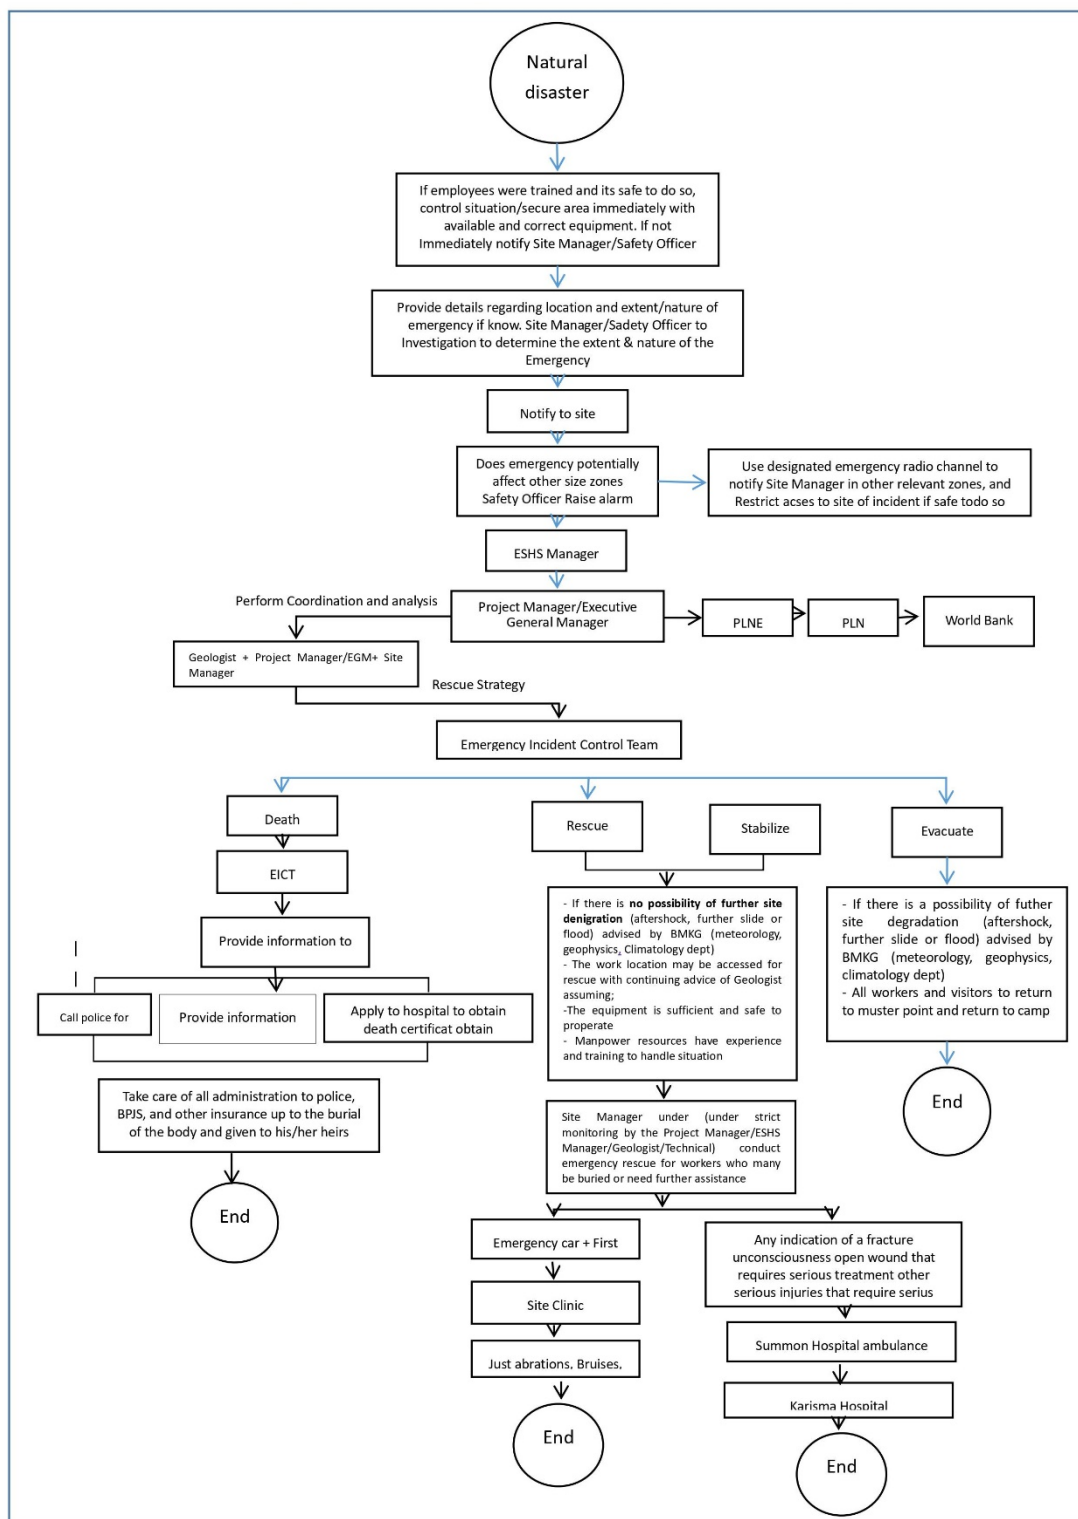 Natural
disaster
If employees were trained and its safe to do so,
control situation/secure area immediately with
available and correct equipment. If not
Immediately notify Site Manager/Safety Officer
Provide details regarding location and extent/nature of
emergency if know. Site Manager/Sadety Officer to
Investigation to determine the extent & nature of the
Emergency
Notify to site
Does emergency potentially
affect other size zones
Safety Officer Raise alarm
Use designated emergency radio channel to
notify Site Manager in other relevant zones, and
Restrict acses to site of incident if safe todo so
ESHS Manager
Perform Coordination and analysis
Project Manager/Executive
General Manager
PLNE
PLN
World Bank
Geologist + Project Manager/EGM+ Site
Manager
Rescue Strategy
Emergency Incident Control Team
Death
Rescue
Stabilize
Evacuate
EICT
Provide information to
Call police for
Provide information
Apply to hospital to obtain
death certificat obtain
Take care of all administration to police,
BPJS, and other insurance up to the burial
of the body and given to his/her heirs
End
- If there is no possibility of further site
denigration (aftershock, further slide or
flood) advised by BMKG (meteorology,
geophysics, Climatology dept)
- The work location may be accessed for
rescue with continuing advice of Geologist
assuming;
-The equipment is sufficient and safe to
properate
- Manpower resources have experience
and training to handle situation
- If there is a possibility of futher
site degradation (aftershock,
further slide or flood) advised by
BMKG (meteorology, geophysics,
climatology dept)
- All workers and visitors to return
to muster point and return to camp
End
Site Manager under (under strict
monitoring by the Project Manager/ESHS
Manager/Geologist/Technical) conduct
emergency rescue for workers who many
be buried or need further assistance
Emergency car + First
Site Clinic
Just abrations. Bruises.
End
Any indication of a fracture
unconsciousness open wound that
requires serious treatment other
serious injuries that require serius
Summon Hospital ambulance
Karisma Hospital
End